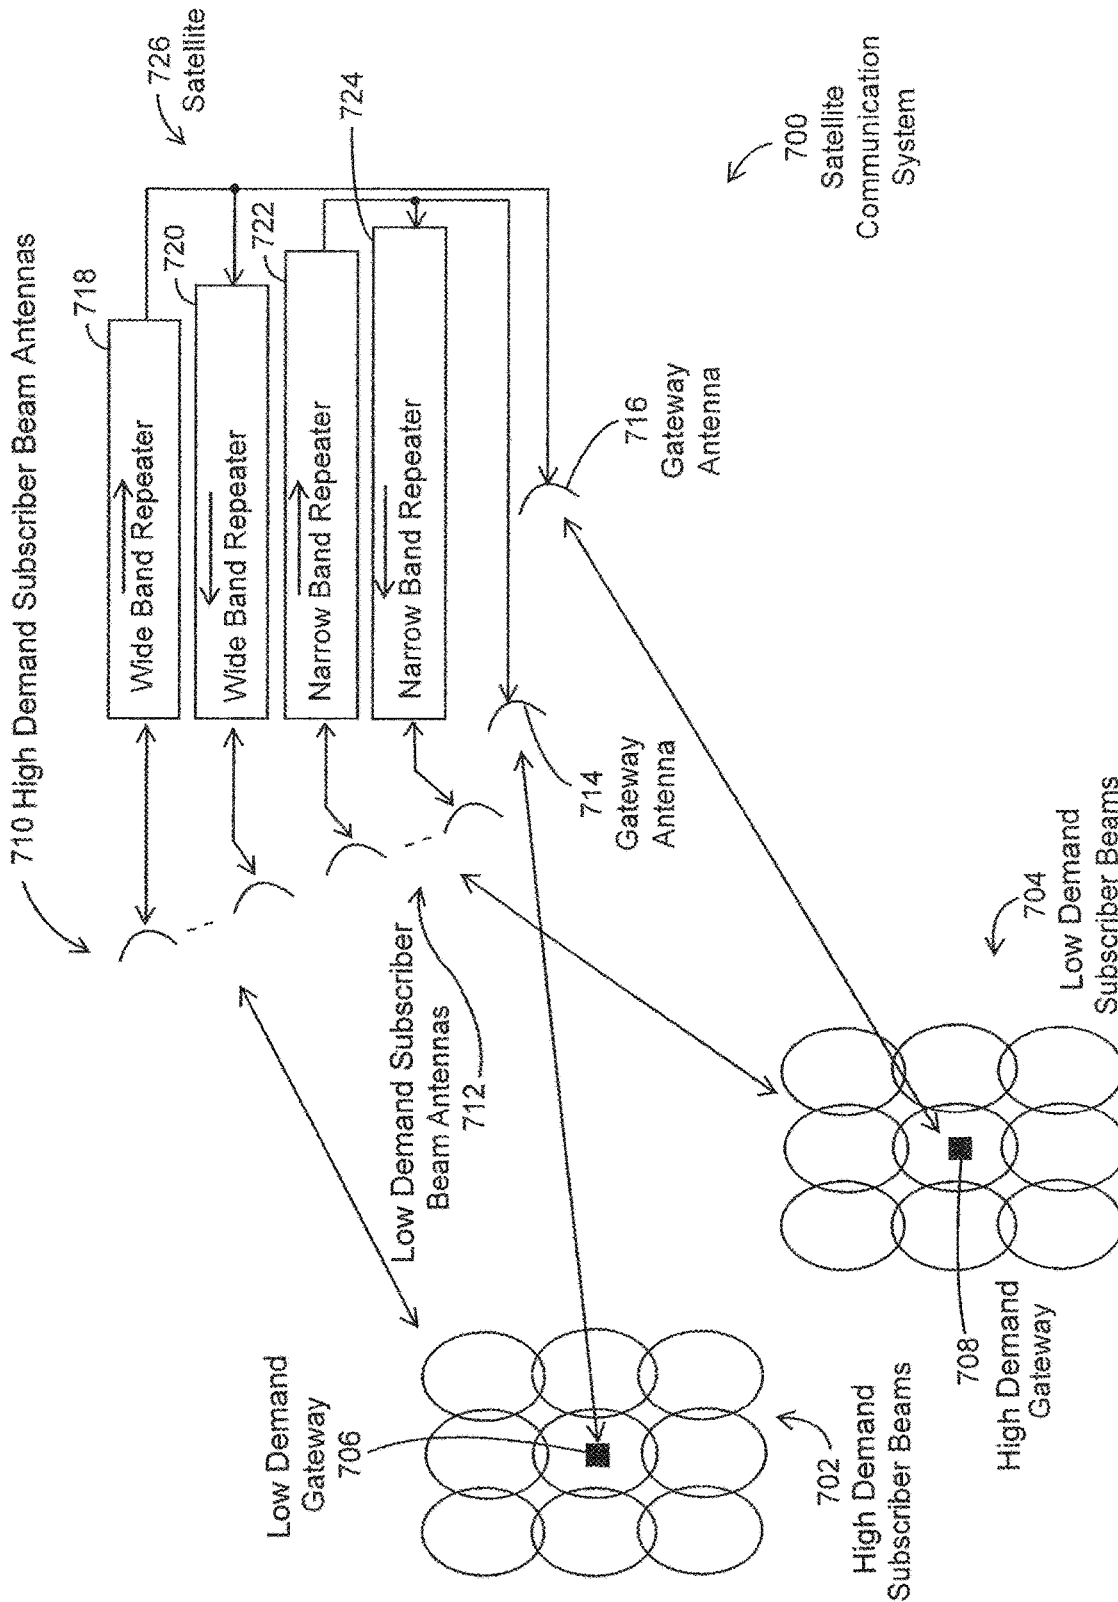 710 High Demand Subscriber Beam Antennas
718
Wide Band Repeater
720
Wide Band Repeater
722
Narrow Band Repeater
724
Narrow Band Repeater
726
Satellite
Low Demand Subscriber
Beam Antennas
712
714
Gateway
Antenna
716
Gateway
Antenna
700
Satellite
Communication
System
Low Demand
Gateway
706
702
High Demand
Subscriber Beams
704
Low Demand
Subscriber Beams
708
High Demand
Gateway